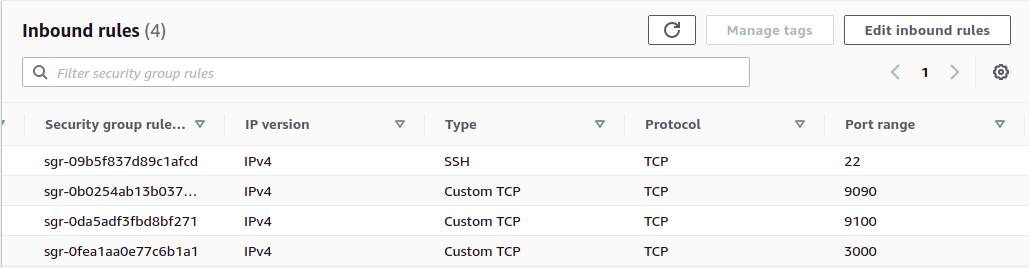 Inbound rules (4)
Manage tags
Edit inbound rules
Filter security group rules
1
Security group rule... IP version Type Protocol Port range
sgr-09b5f837d89c1afcd IPv4 SSH TCP 22
sgr-0b0254ab13b037... IPv4 Custom TCP TCP 9090
sgr-0da5adf3fbd8bf271 IPv4 Custom TCP TCP 9100
sgr-0fea1aa0e77c6b1a1 IPv4 Custom TCP TCP 3000